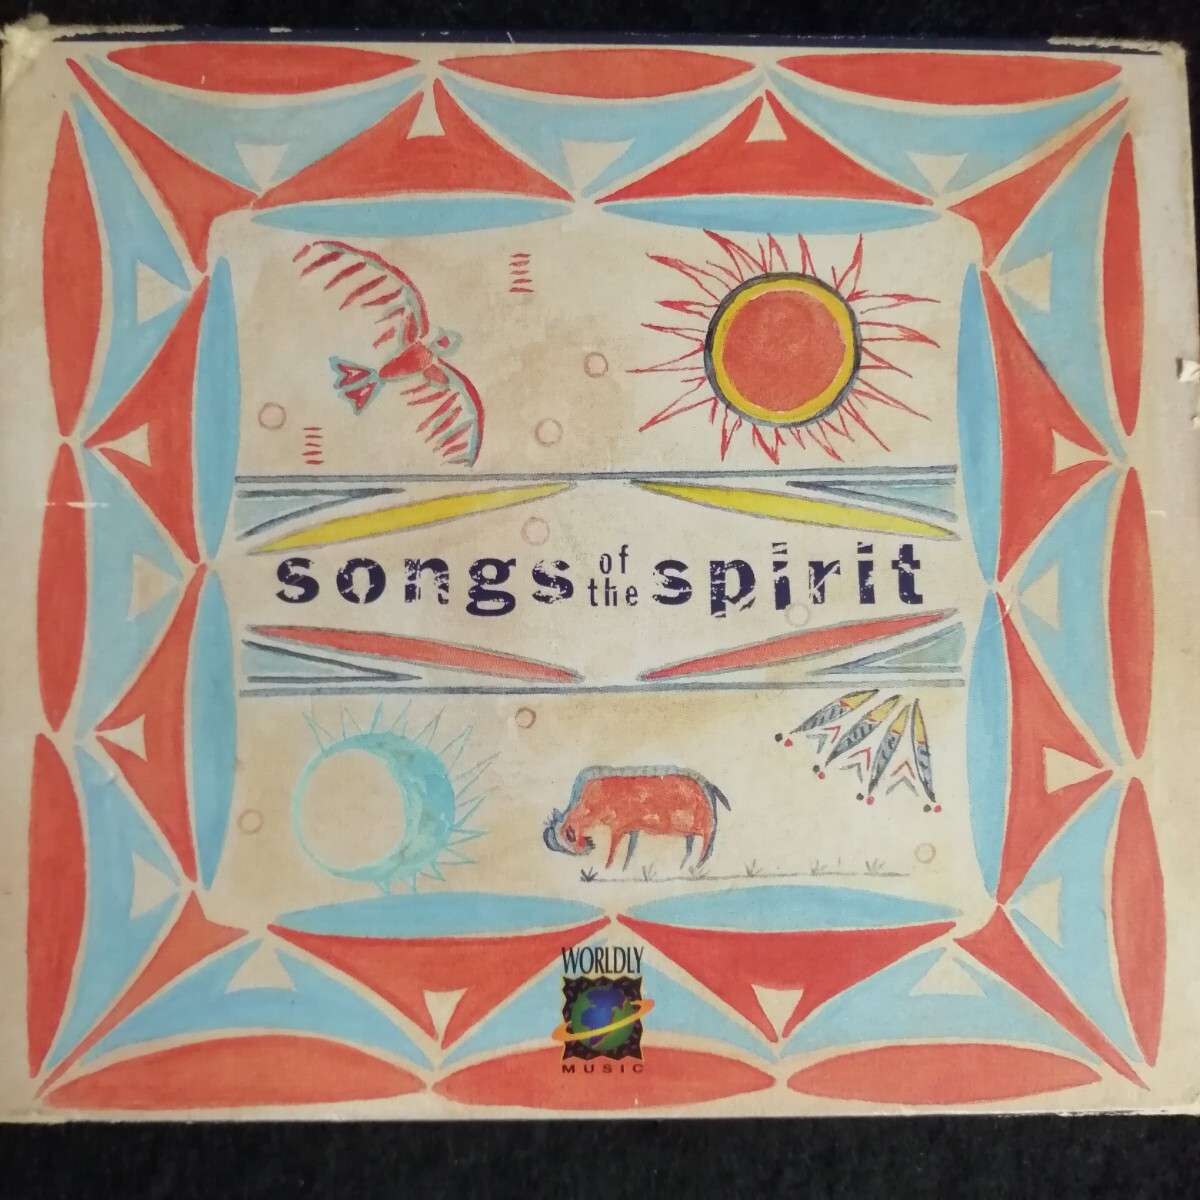 songs of the spirit
WORLDLY
MUSIC